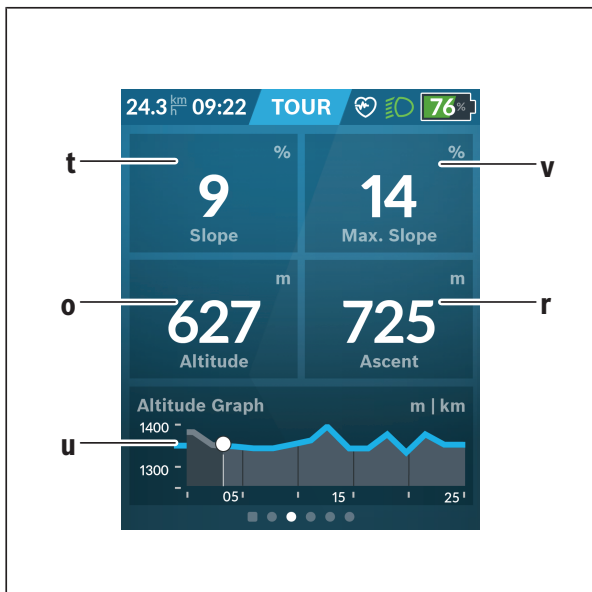 24.3 km/h 09:22 TOUR 76%
t % % v
9 14
Slope Max. Slope
o m m r
627 725
Altitude Ascent
Altitude Graph m | km
1400
u
1300
05 15 25